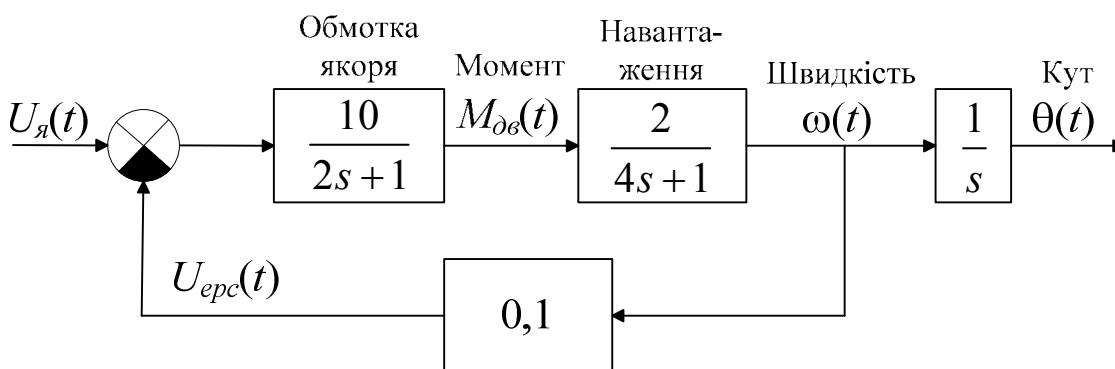 Обмотка
якоря
Момент
Наванта-
ження
Швидкість
Кут
Uя(t)
10
2s+1
Mдв(t)
2
4s+1
ω(t)
1
s
θ(t)
Uерс(t)
0,1